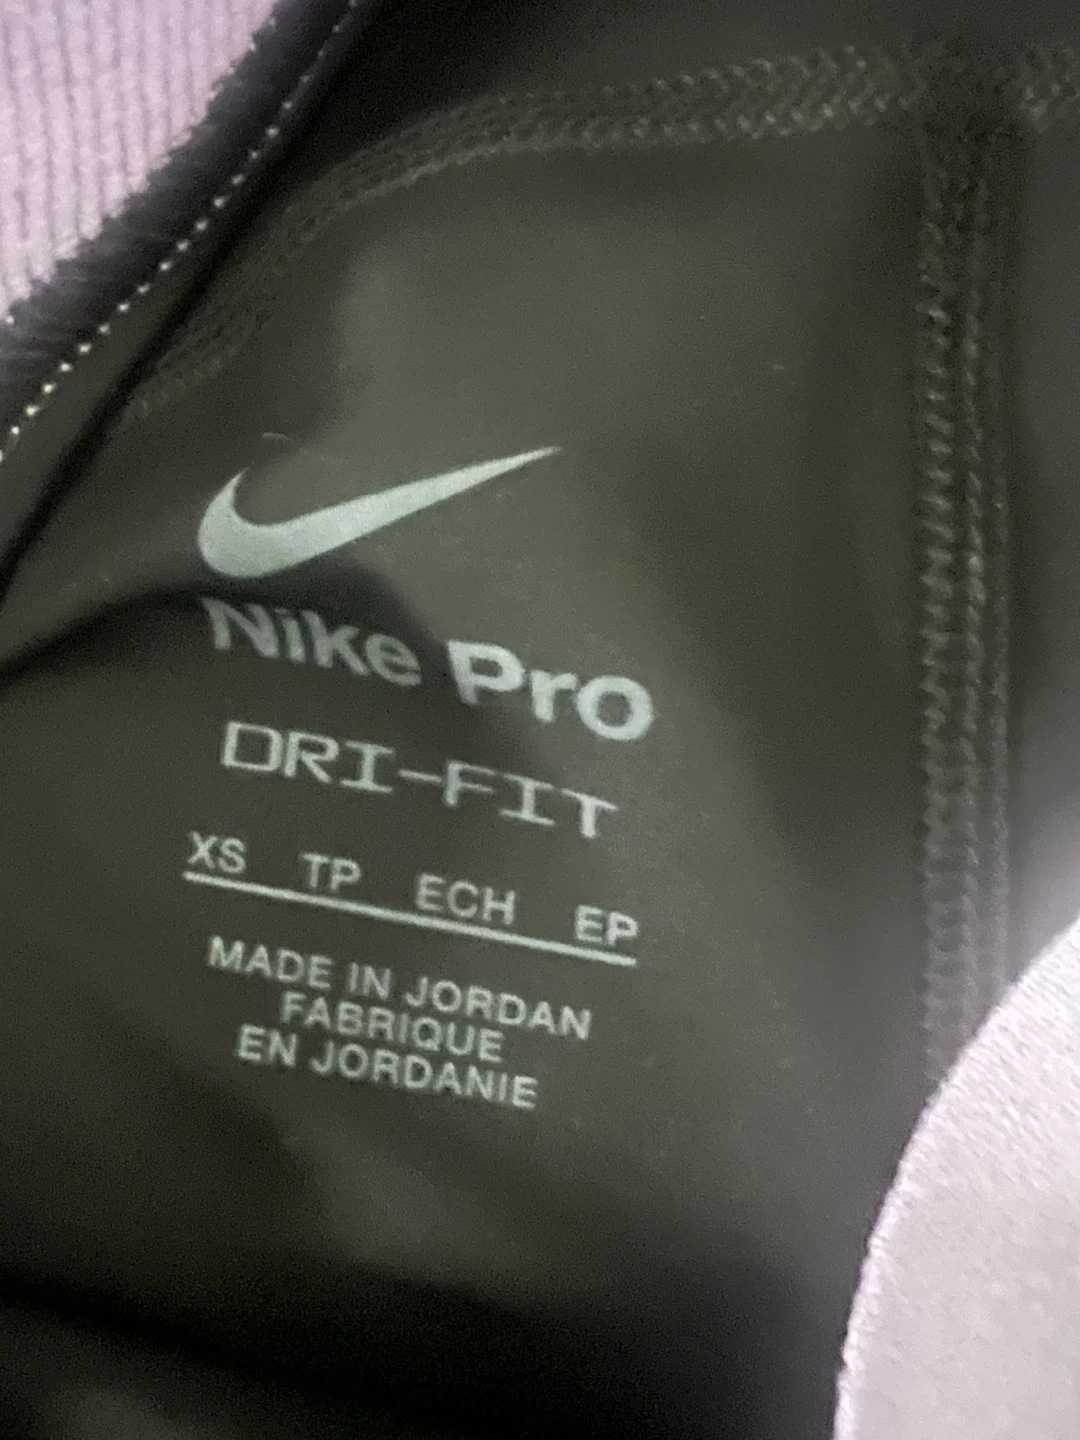 Nike Pro
DRI-FIT
XS TP ECH EP
MADE IN JORDAN
FABRIQUE
EN JORDANIE